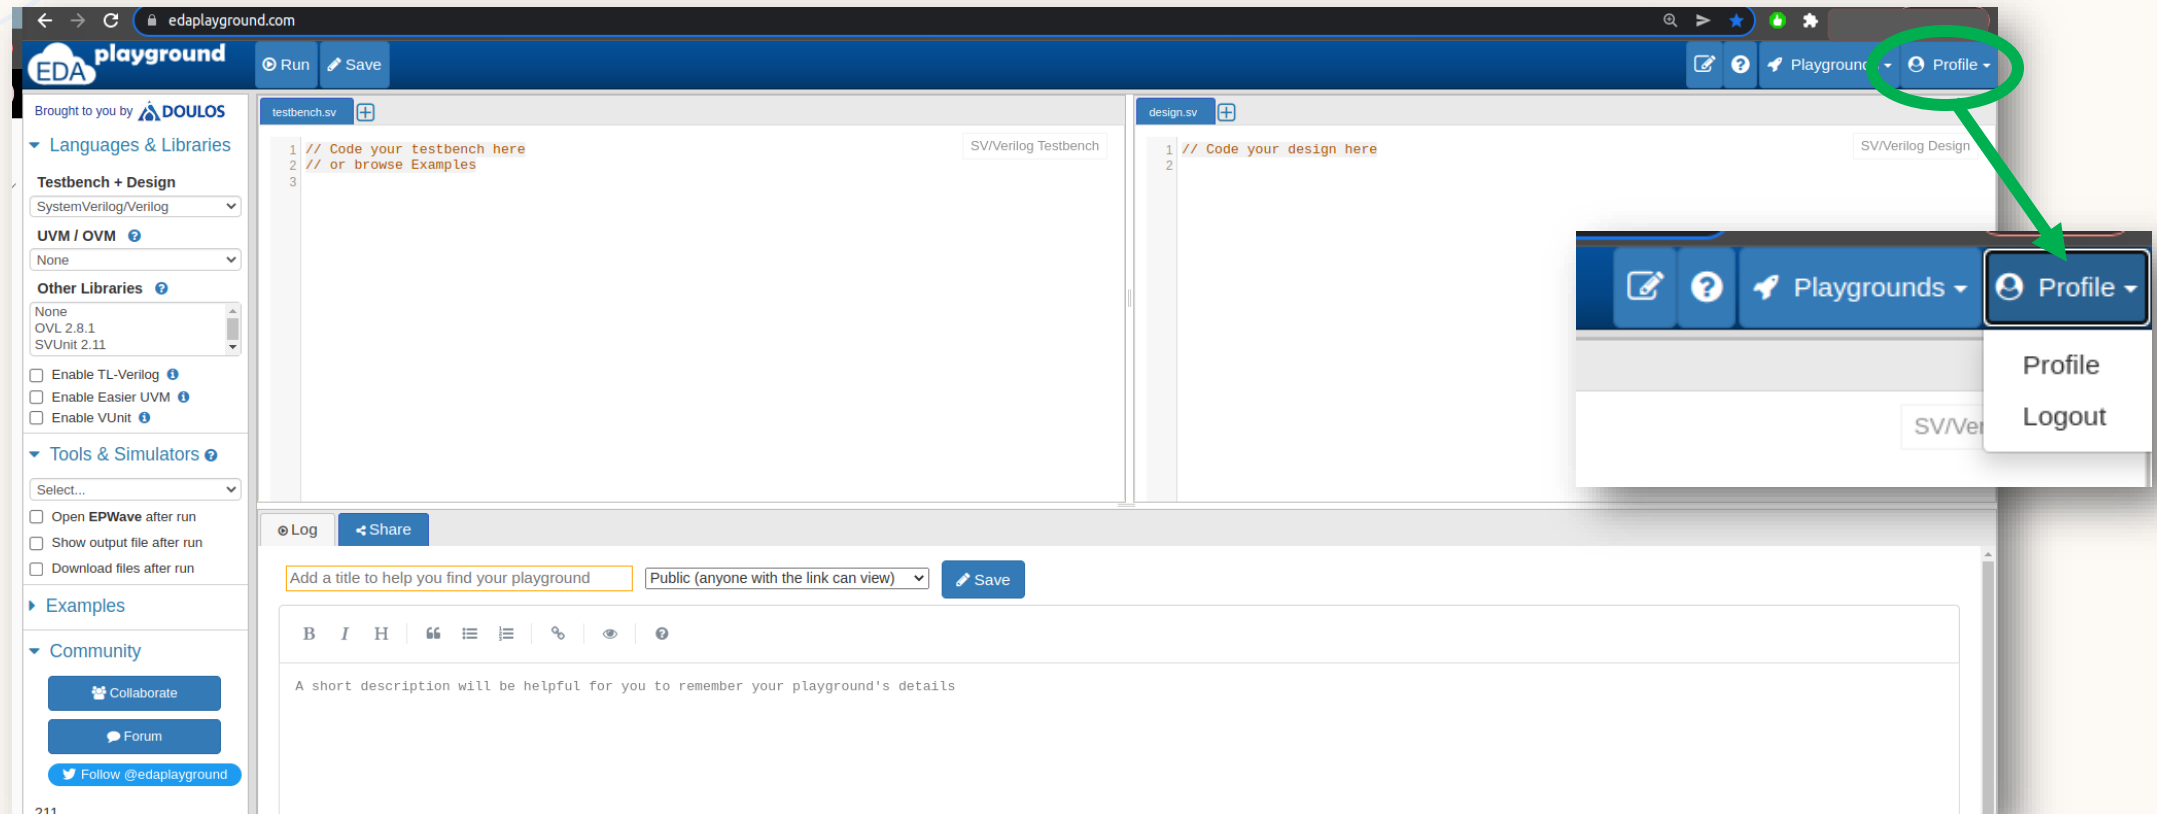 edaplayground.com
EDA playground
Run
Save
Playground
Profile
Brought to you by DOULOS
Languages & Libraries
Testbench + Design
SystemVerilog/Verilog
UVM / OVM
None
Other Libraries
None
OVL 2.8.1
SVUnit 2.11
Enable TL-Verilog
Enable Easier UVM
Enable VUnit
Tools & Simulators
Select...
Open EPWave after run
Show output file after run
Download files after run
Examples
Community
Collaborate
Forum
Follow @edaplayground
211
testbench.sv
1 // Code your testbench here
2 // or browse Examples
3
SV/Verilog Testbench
design.sv
1 // Code your design here
2
SV/Verilog Design
Playgrounds
Profile
Profile
Logout
SV/Ver
Log
Share
Add a title to help you find your playground
Public (anyone with the link can view)
Save
B I H
A short description will be helpful for you to remember your playground's details